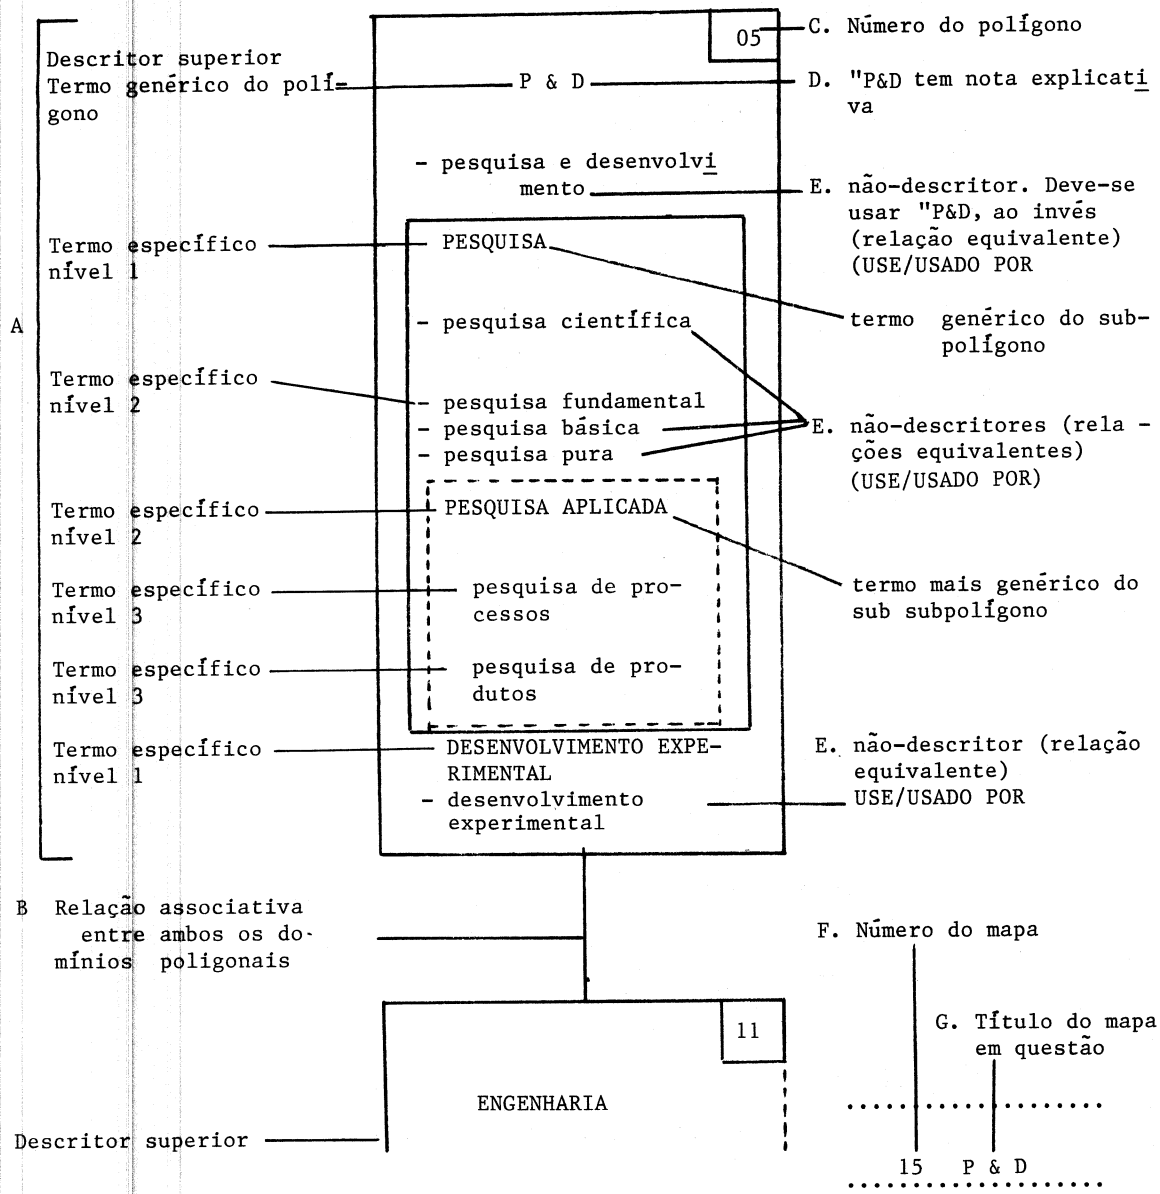 05
C. Número do polígono
Descritor superior
Termo genérico do polí-
gono
P & D
D. "P&D tem nota explicati
va
- pesquisa e desenvolvi
mento
E. não-descritor. Deve-se
usar "P&D, ao invés
(relação equivalente)
(USE/USADO POR
Termo específico
nível 1
PESQUISA
A
- pesquisa científica
termo genérico do sub-
polígono
Termo específico
nível 2
- pesquisa fundamental
- pesquisa básica
- pesquisa pura
E. não-descritores (rela -
ções equivalentes)
(USE/USADO POR)
Termo específico
nível 2
PESQUISA APLICADA
Termo específico
nível 3
pesquisa de pro-
cessos
termo mais genérico do
sub subpolígono
Termo específico
nível 3
pesquisa de pro-
dutos
Termo específico
nível 1
DESENVOLVIMENTO EXPE-
RIMENTAL
- desenvolvimento
experimental
E. não-descritor (relação
equivalente)
USE/USADO POR
B Relação associativa
entre ambos os do-
mínios poligonais
F. Número do mapa
11
G. Título do mapa
em questão
ENGENHARIA
Descritor superior
15 P & D